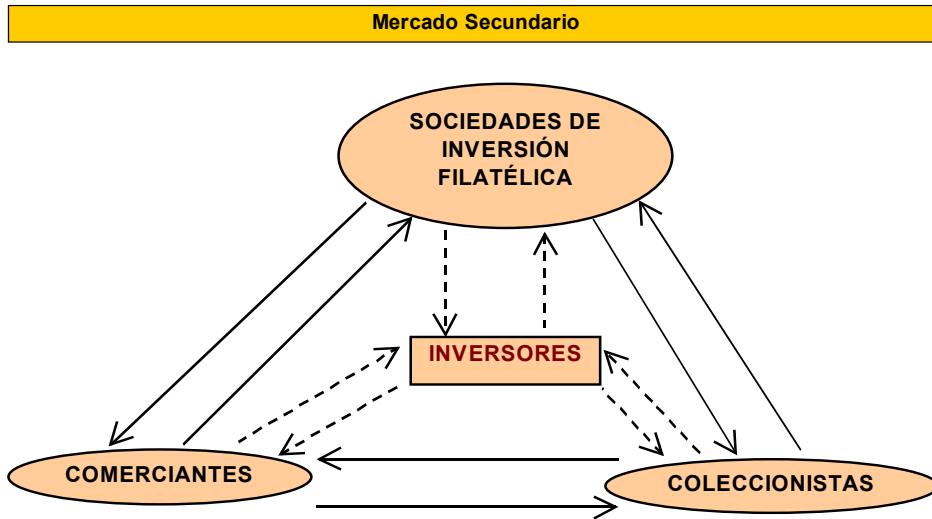 Mercado Secundario
SOCIEDADES DE
INVERSIÓN
FILATÉLICA
INVERSORES
COMERCIANTES
COLECCIONISTAS